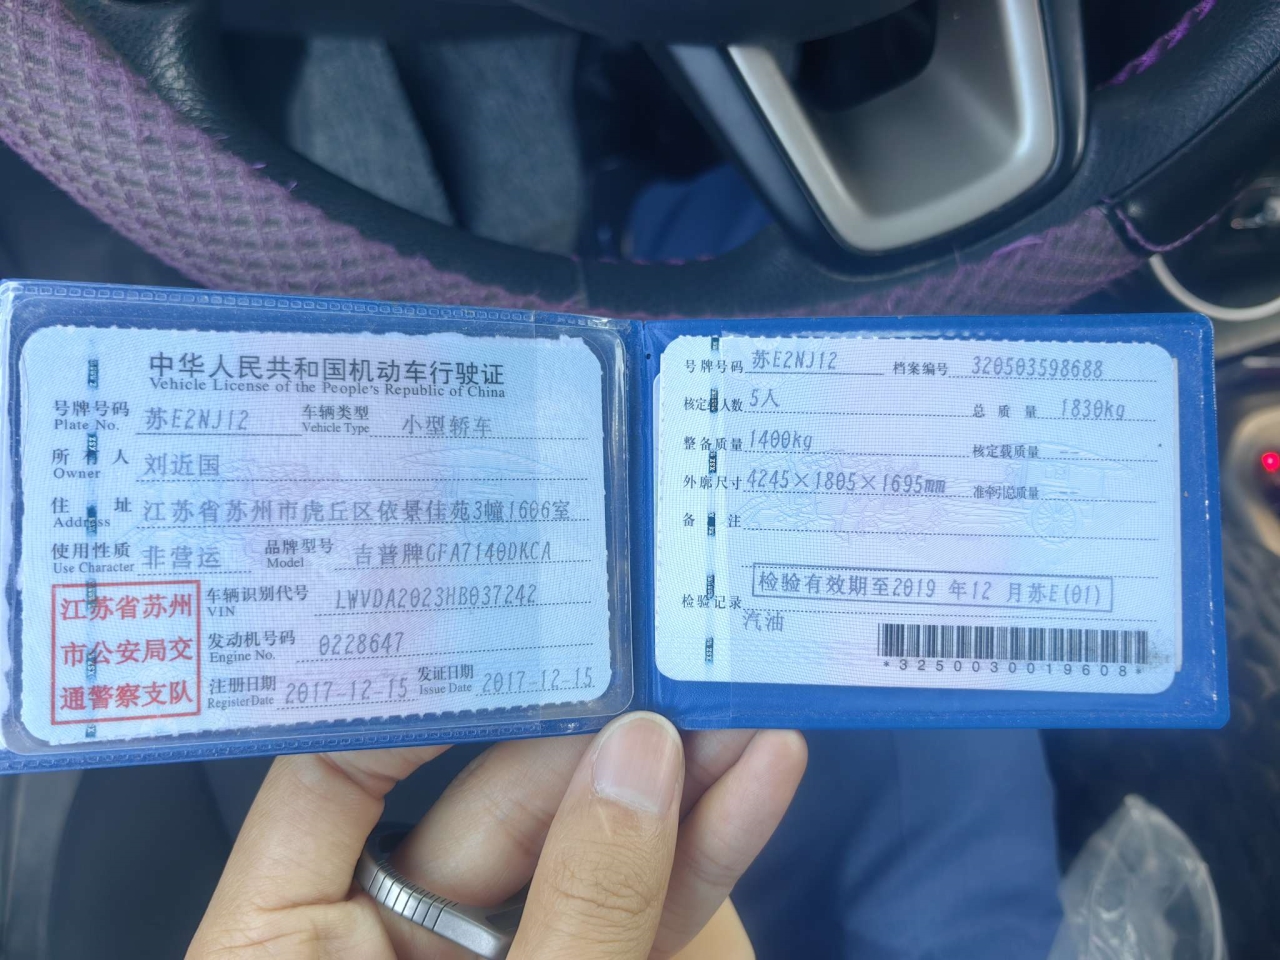 中华人民共和国机动车行驶证
Vehicle License of the People's Republic of China
号牌号码 苏E2NJ12 车辆类型 小型轿车
Plate No. Vehicle Type
所有人 刘近国
Owner
住址 江苏省苏州市虎丘区依景佳苑3幢1606室
Address
使用性质 非营运 品牌型号 吉普牌GFA7140DKCA
Use Character Model
江苏省苏州
市公安局交
通警察支队
车辆识别代号 LWVDA2023HB037242
VIN
发动机号码 0228647
Engine No.
注册日期 2017-12-15 发证日期 2017-12-15
Register Date Issue Date
号牌号码 苏E2NJ12 档案编号 320503598688
核定载人数 5人 总质量 1830kg
整备质量 1400kg 核定载质量 --
外廓尺寸 4245×1805×1695mm 准牵引总质量 --
备注
检验有效期至2019年12月苏E(01)
检验记录
汽油
*3250030019608*